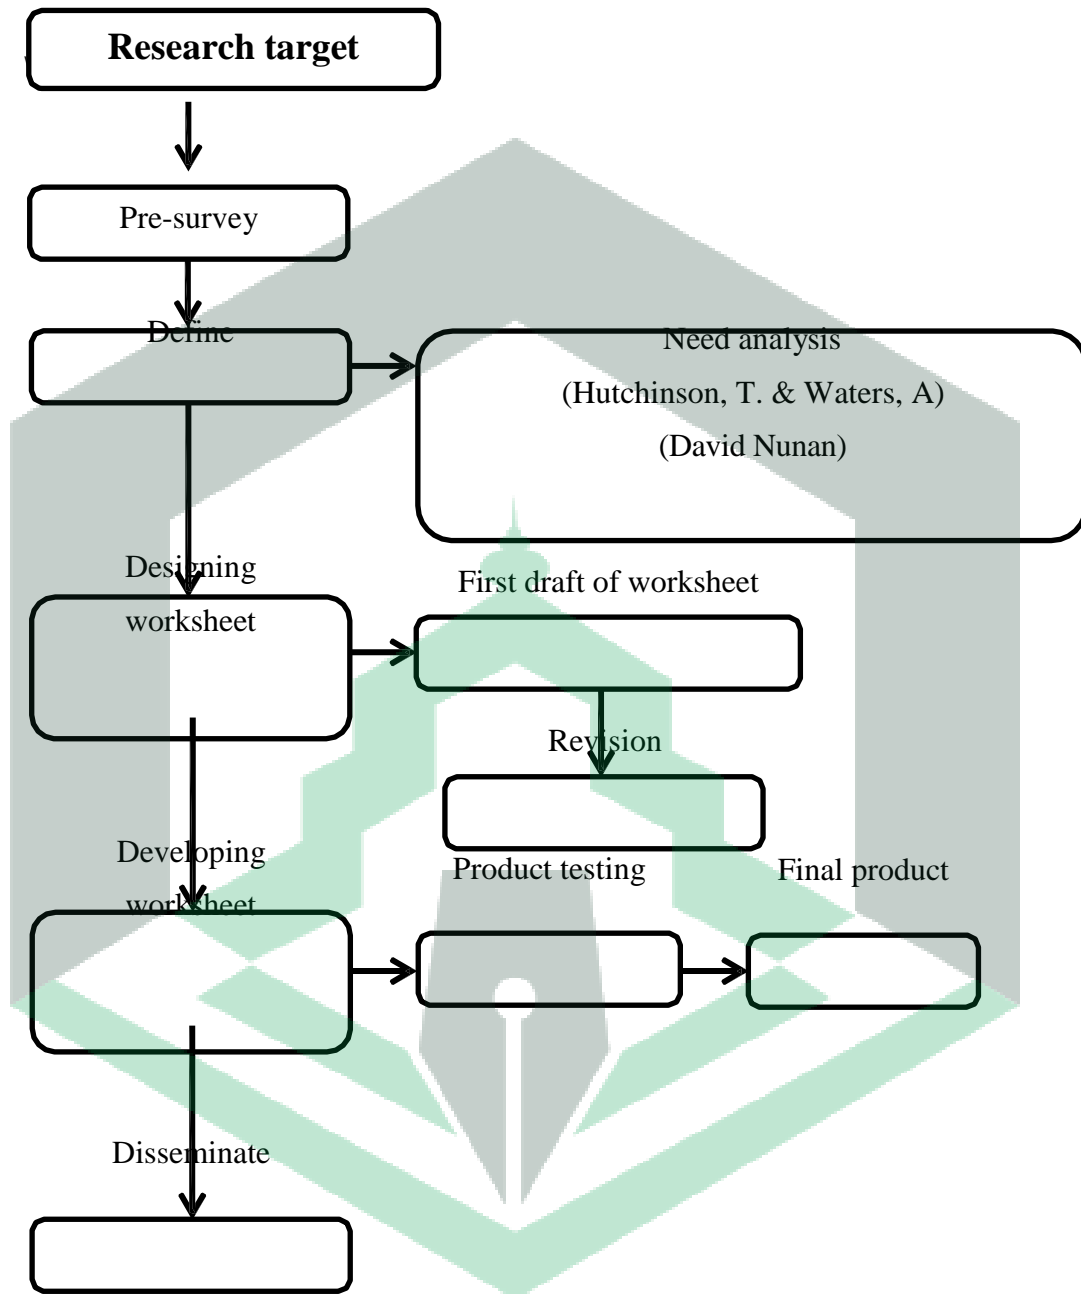 Research target
Pre-survey
Define
Need analysis
(Hutchinson, T. & Waters, A)
(David Nunan)
Designing
worksheet
First draft of worksheet
Revision
Developing
worksheet
Product testing
Final product
Disseminate